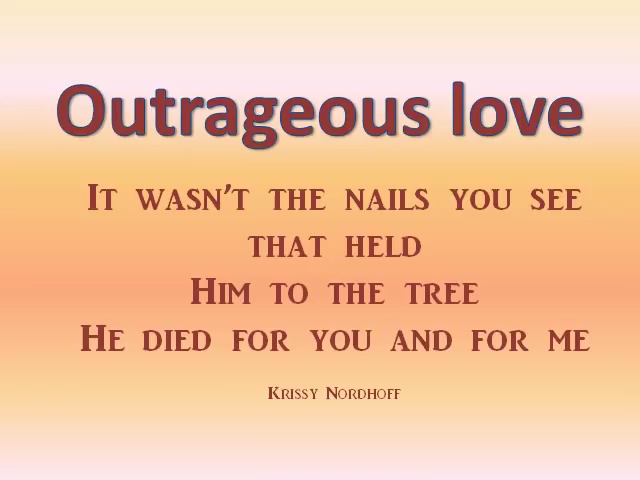 Outrageous love
It wasn't the nails you see
that held
Him to the tree
He died for you and for me
Krissy Nordhoff